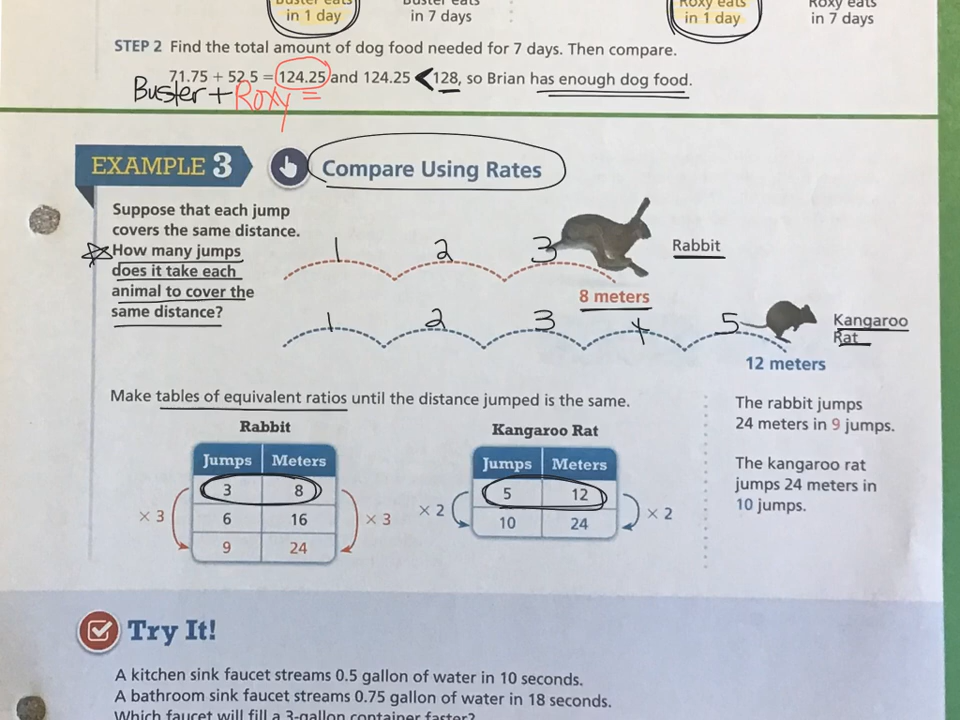 Buster eats
in 1 day
Buster eats
in 7 days
Roxy eats
in 1 day
Roxy eats
in 7 days
STEP 2 Find the total amount of dog food needed for 7 days. Then compare.
71.75 + 52.5 = 124.25 and 124.25 < 128, so Brian has enough dog food.
Buster + Roxy =
EXAMPLE 3
Compare Using Rates
Suppose that each jump
covers the same distance.
How many jumps
does it take each
animal to cover the
same distance?
1 2 3
Rabbit
8 meters
1 2 3 4 5
Kangaroo
Rat
12 meters
Make tables of equivalent ratios until the distance jumped is the same.
Rabbit
Jumps Meters
3 8
6 16
9 24
× 3
× 3
Kangaroo Rat
Jumps Meters
5 12
10 24
× 2
× 2
The rabbit jumps
24 meters in 9 jumps.
The kangaroo rat
jumps 24 meters in
10 jumps.
Try It!
A kitchen sink faucet streams 0.5 gallon of water in 10 seconds.
A bathroom sink faucet streams 0.75 gallon of water in 18 seconds.
Which faucet will fill a 3-gallon container faster?